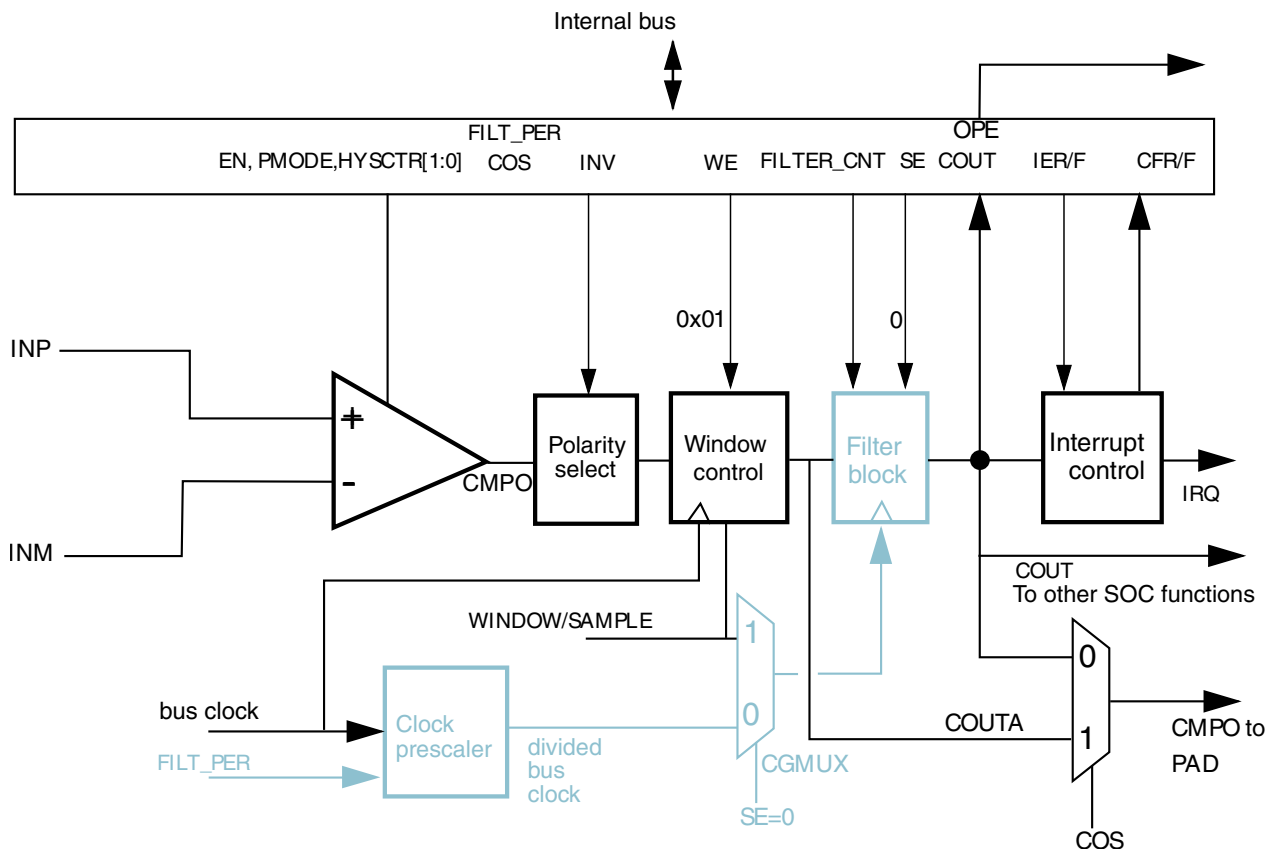 Internal bus
FILT_PER
OPE
EN, PMODE,HYSCTR[1:0] COS INV WE FILTER_CNT SE COUT IER/F CFR/F
0x01
0
INP
+
-
INM
CMPO
Polarity
select
Window
control
Filter
block
Interrupt
control
IRQ
COUT
To other SOC functions
WINDOW/SAMPLE
1
0
bus clock
FILT_PER
Clock
prescaler
divided
bus
clock
CGMUX
SE=0
COUTA
0
1
CMPO to
PAD
COS